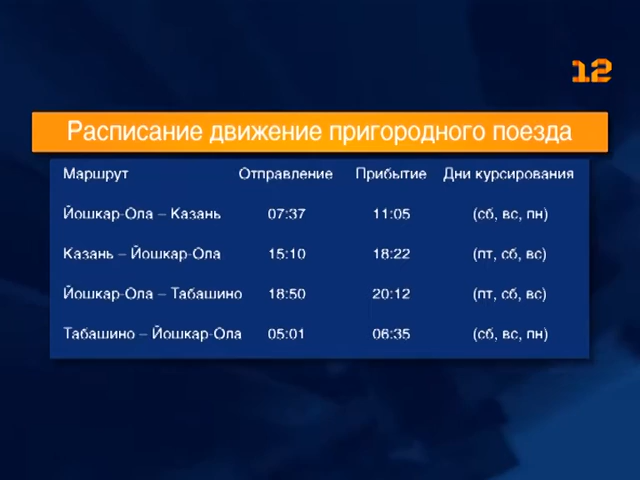 12
Расписание движение пригородного поезда
Маршрут Отправление Прибытие Дни курсирования
Йошкар-Ола – Казань 07:37 11:05 (сб, вс, пн)
Казань – Йошкар-Ола 15:10 18:22 (пт, сб, вс)
Йошкар-Ола – Табашино 18:50 20:12 (пт, сб, вс)
Табашино – Йошкар-Ола 05:01 06:35 (сб, вс, пн)